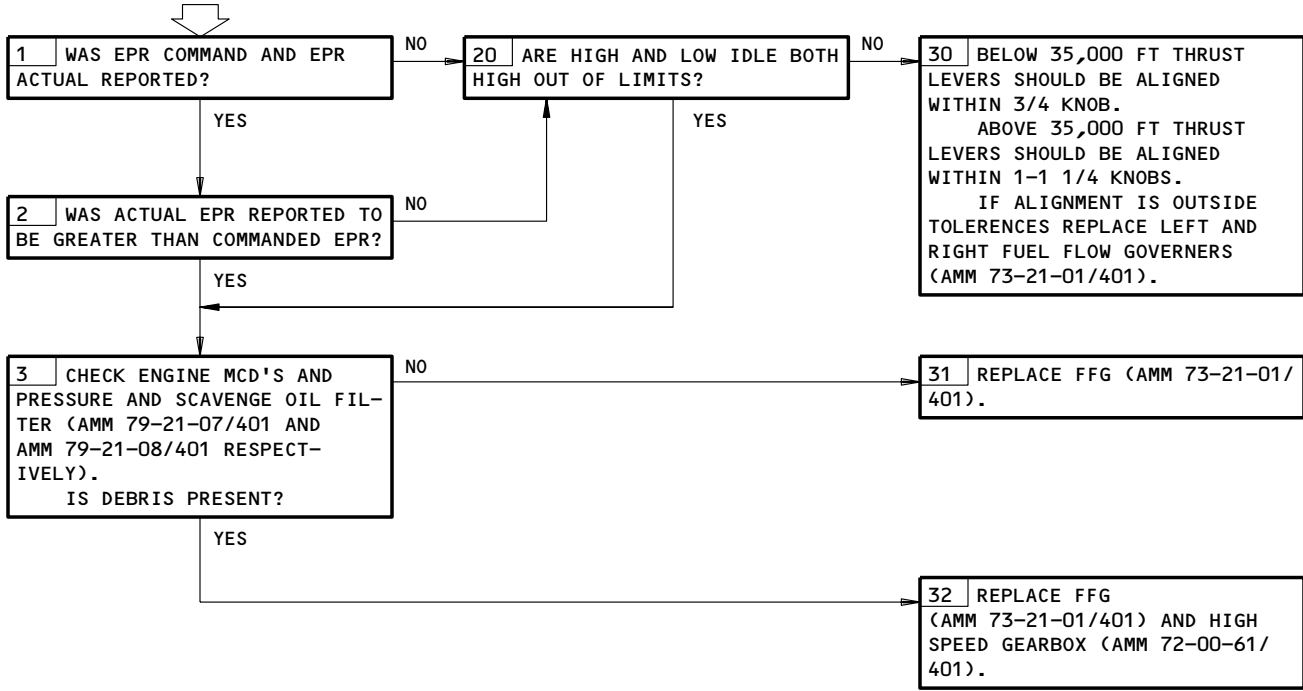 1 WAS EPR COMMAND AND EPR
ACTUAL REPORTED?
NO
YES
20 ARE HIGH AND LOW IDLE BOTH
HIGH OUT OF LIMITS?
NO
YES
30 BELOW 35,000 FT THRUST
LEVERS SHOULD BE ALIGNED
WITHIN 3/4 KNOB.
ABOVE 35,000 FT THRUST
LEVERS SHOULD BE ALIGNED
WITHIN 1-1 1/4 KNOBS.
IF ALIGNMENT IS OUTSIDE
TOLERENCES REPLACE LEFT AND
RIGHT FUEL FLOW GOVERNERS
(AMM 73-21-01/401).
2 WAS ACTUAL EPR REPORTED TO
BE GREATER THAN COMMANDED EPR?
NO
YES
3 CHECK ENGINE MCD'S AND
PRESSURE AND SCAVENGE OIL FIL-
TER (AMM 79-21-07/401 AND
AMM 79-21-08/401 RESPECT-
IVELY).
IS DEBRIS PRESENT?
NO
YES
31 REPLACE FFG (AMM 73-21-01/
401).
32 REPLACE FFG
(AMM 73-21-01/401) AND HIGH
SPEED GEARBOX (AMM 72-00-61/
401).